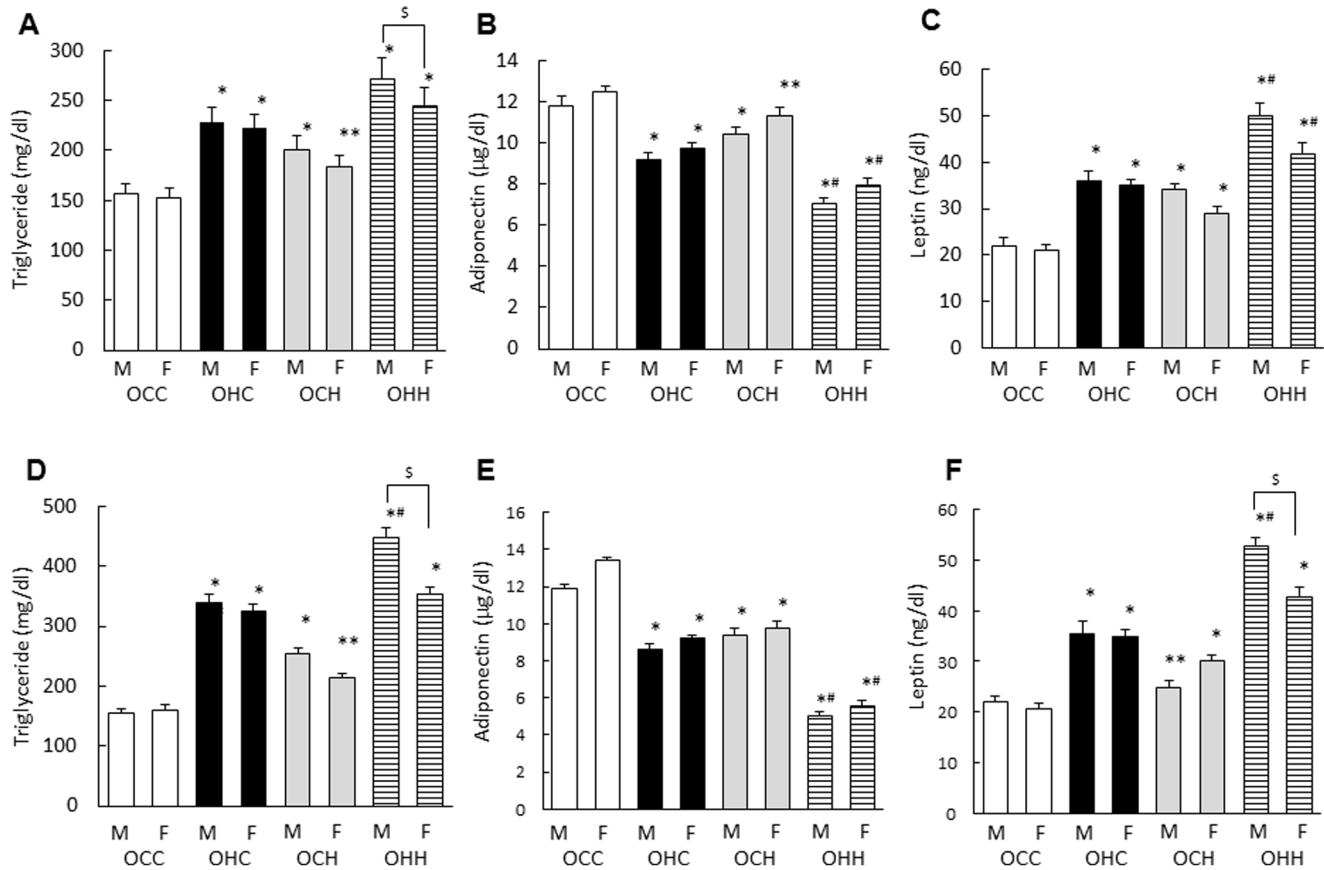 A
Triglyceride (mg/dl)
300
250
200
150
100
50
0
* * * ** * *
$
M F M F M F M F
OCC OHC OCH OHH
B
Adiponectin (μg/dl)
14
12
10
8
6
4
2
0
* * * ** *# *#
M F M F M F M F
OCC OHC OCH OHH
C
Leptin (ng/dl)
60
50
40
30
20
10
0
* * * * *# *#
M F M F M F M F
OCC OHC OCH OHH
D
Triglyceride (mg/dl)
500
400
300
200
100
0
* * * ** *# *
$
M F M F M F M F
OCC OHC OCH OHH
E
Adiponectin (μg/dl)
16
14
12
10
8
6
4
2
0
* * * * *# *#
M F M F M F M F
OCC OHC OCH OHH
F
Leptin (ng/dl)
60
50
40
30
20
10
0
* * ** * *# *
$
M F M F M F M F
OCC OHC OCH OHH